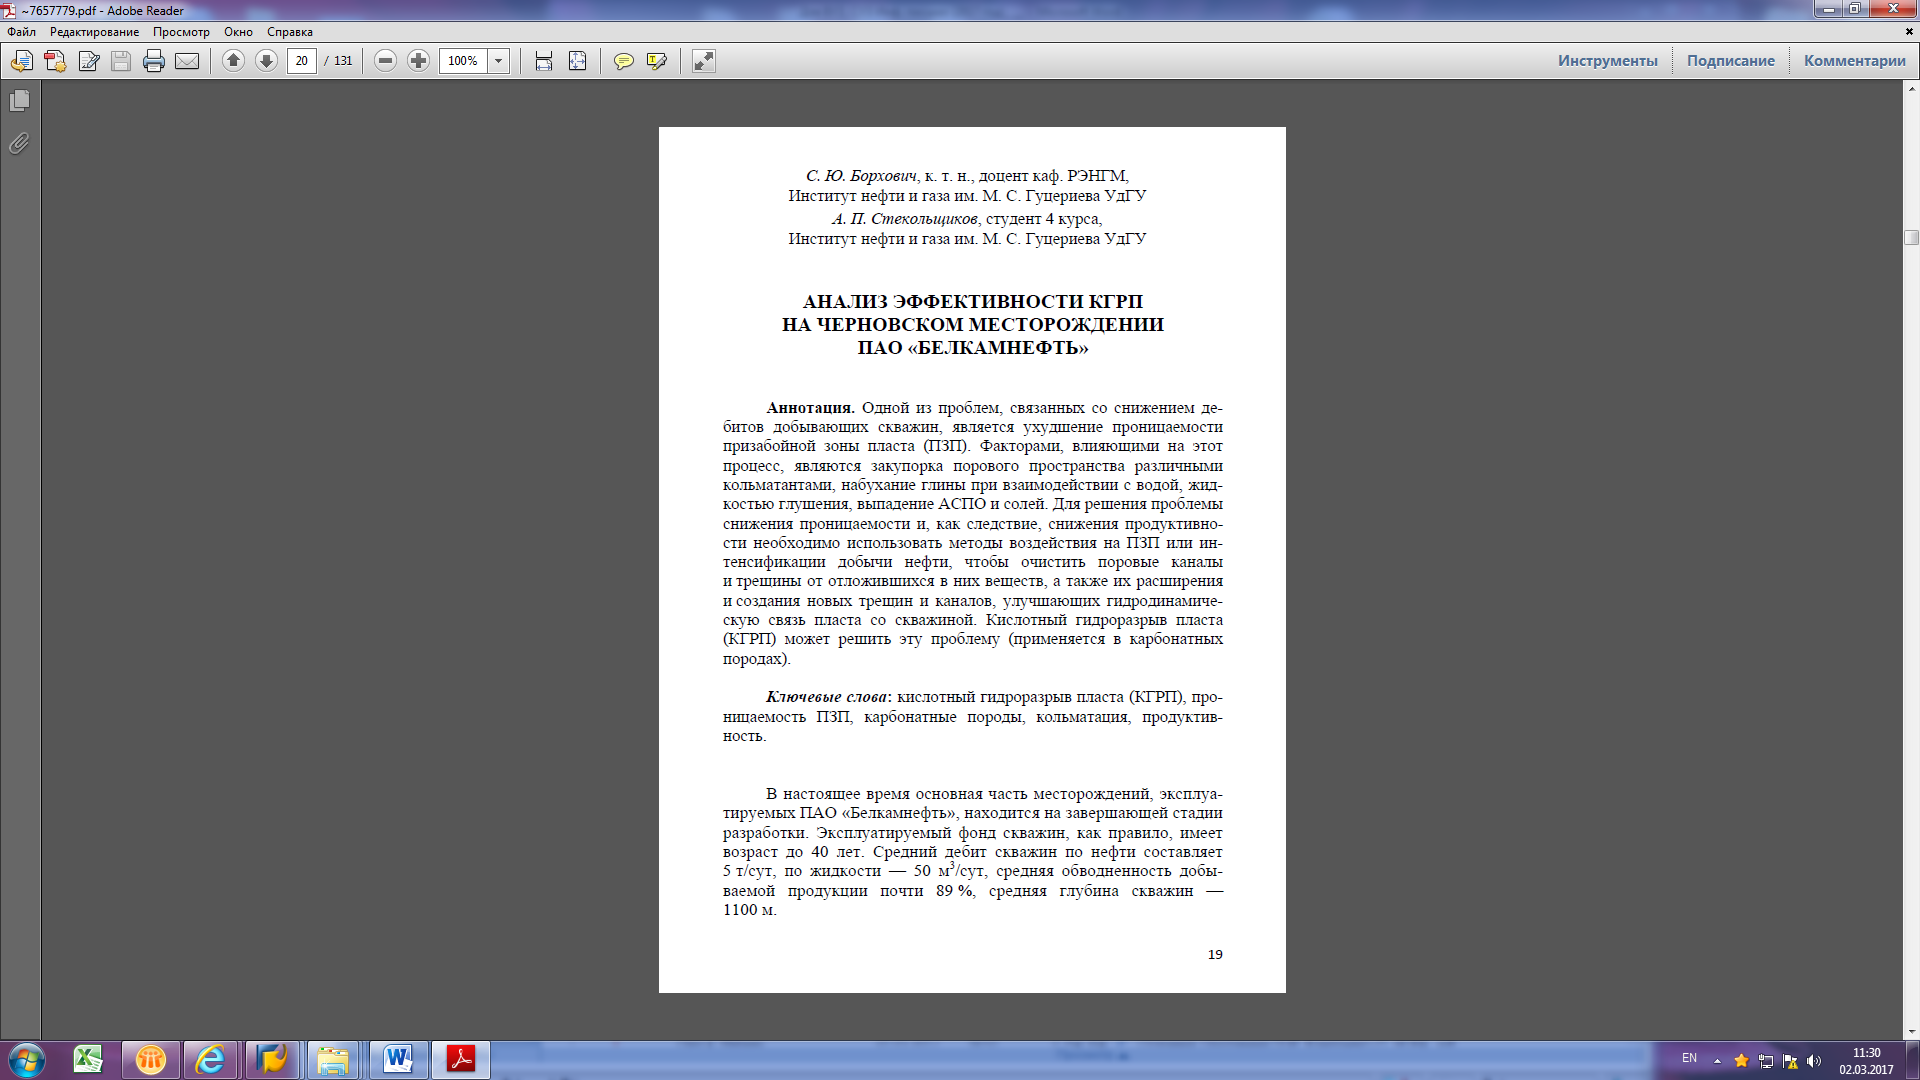 ~7657779.pdf - Adobe Reader
Файл Редактирование Просмотр Окно Справка
20 / 131 100% Инструменты Подписание Комментарии
С. Ю. Борхович, к. т. н., доцент каф. РЭНГМ,
Институт нефти и газа им. М. С. Гуцериева УдГУ
А. П. Стекольщиков, студент 4 курса,
Институт нефти и газа им. М. С. Гуцериева УдГУ
АНАЛИЗ ЭФФЕКТИВНОСТИ КГРП
НА ЧЕРНОВСКОМ МЕСТОРОЖДЕНИИ
ПАО «БЕЛКАМНЕФТЬ»
Аннотация. Одной из проблем, связанных со снижением де-
битов добывающих скважин, является ухудшение проницаемости
призабойной зоны пласта (ПЗП). Факторами, влияющими на этот
процесс, являются закупорка порового пространства различными
кольматантами, набухание глины при взаимодействии с водой, жид-
костью глушения, выпадение АСПО и солей. Для решения проблемы
снижения проницаемости и, как следствие, снижения продуктивно-
сти необходимо использовать методы воздействия на ПЗП или ин-
тенсификации добычи нефти, чтобы очистить поровые каналы
и трещины от отложившихся в них веществ, а также их расширения
и создания новых трещин и каналов, улучшающих гидродинамиче-
скую связь пласта со скважиной. Кислотный гидроразрыв пласта
(КГРП) может решить эту проблему (применяется в карбонатных
породах).
Ключевые слова: кислотный гидроразрыв пласта (КГРП), про-
ницаемость ПЗП, карбонатные породы, кольматация, продуктив-
ность.
В настоящее время основная часть месторождений, эксплуа-
тируемых ПАО «Белкамнефть», находится на завершающей стадии
разработки. Эксплуатируемый фонд скважин, как правило, имеет
возраст до 40 лет. Средний дебит скважин по нефти составляет
5 т/сут, по жидкости — 50 м³/сут, средняя обводненность добы-
ваемой продукции почти 89 %, средняя глубина скважин —
1100 м.
19
EN 11:30
02.03.2017